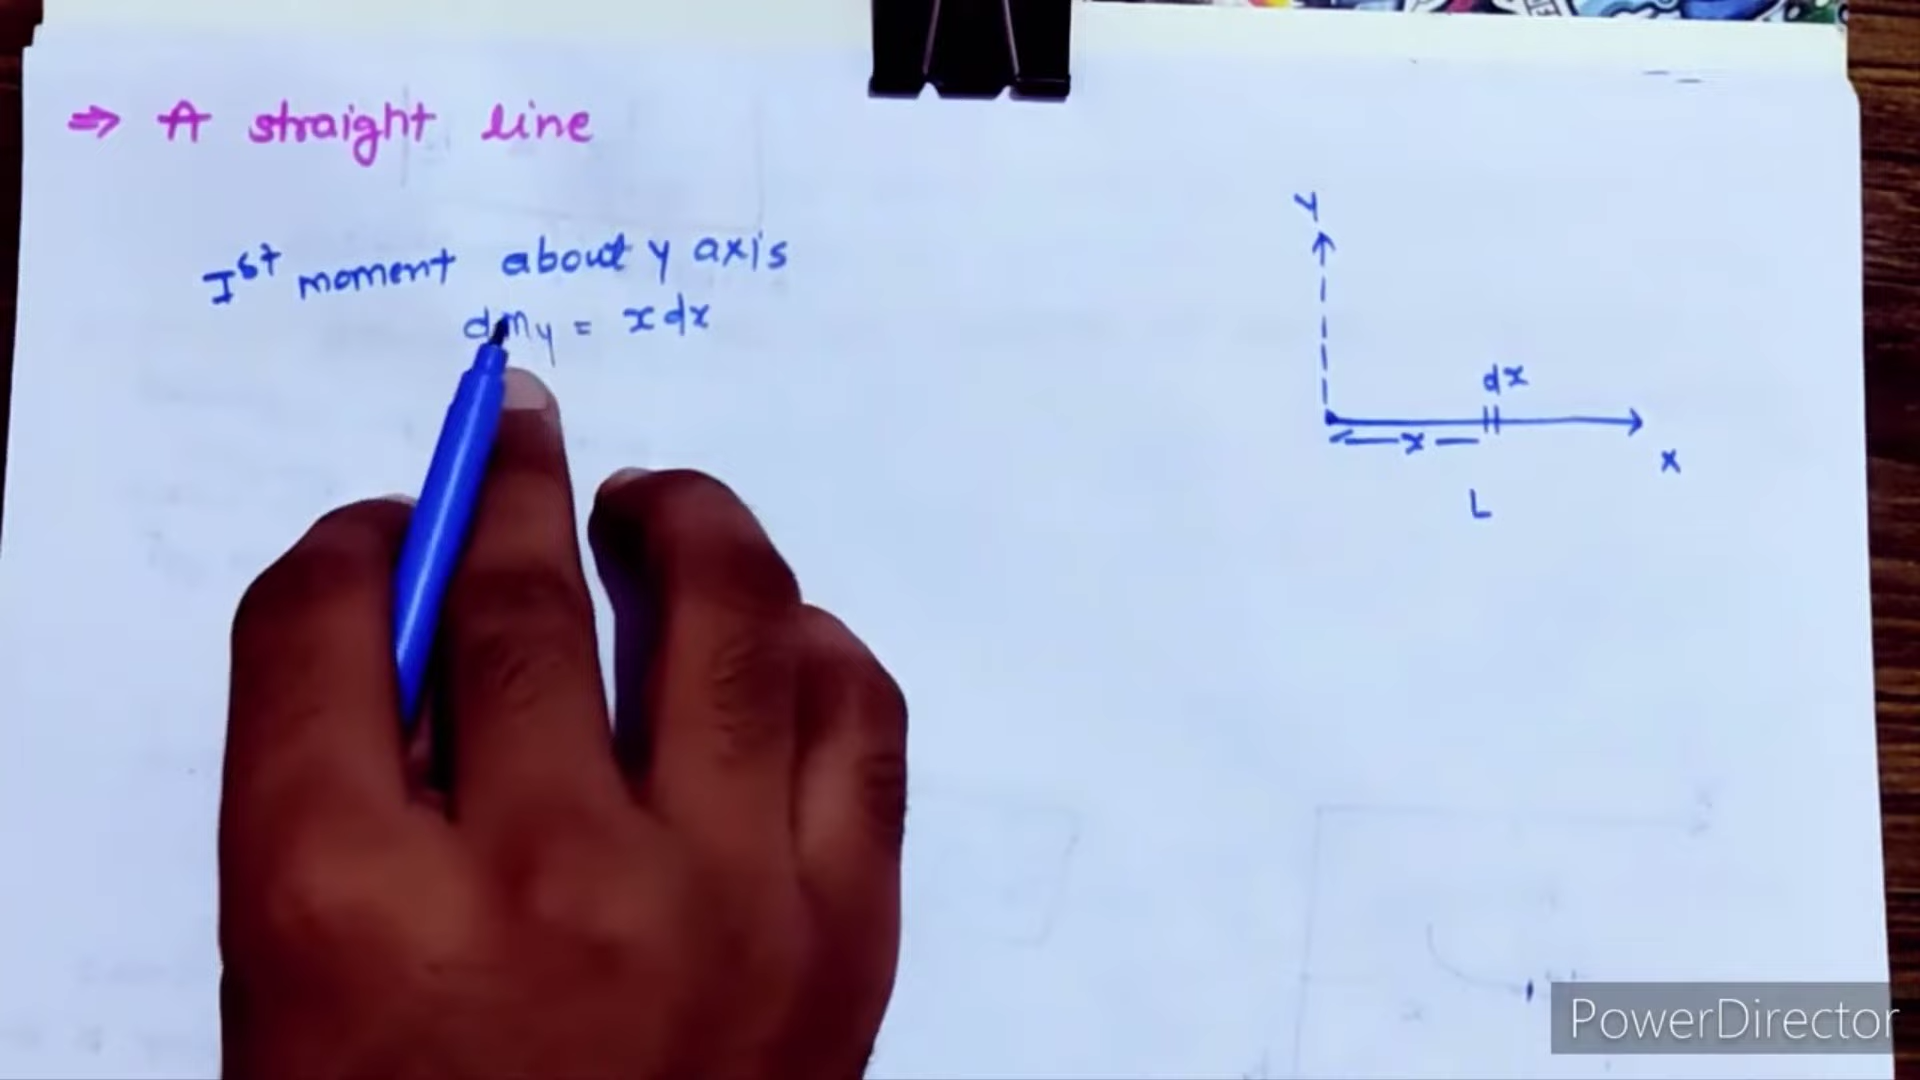 ⇒ A straight line
Ist moment about y axis
dMy = x dx
y
dx
x
x
L
PowerDirector